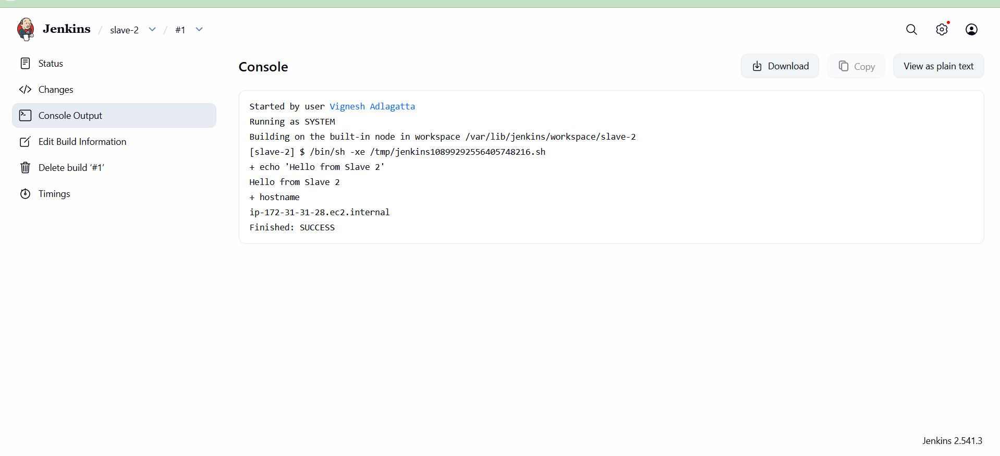 Jenkins / slave-2 / #1
Status
Changes
Console Output
Edit Build Information
Delete build ‘#1’
Timings
Console
Download
Copy
View as plain text
Started by user Vignesh Adlagatta
Running as SYSTEM
Building on the built-in node in workspace /var/lib/jenkins/workspace/slave-2
[slave-2] $ /bin/sh -xe /tmp/jenkins10899292556405748216.sh
+ echo 'Hello from Slave 2'
Hello from Slave 2
+ hostname
ip-172-31-31-28.ec2.internal
Finished: SUCCESS
Jenkins 2.541.3